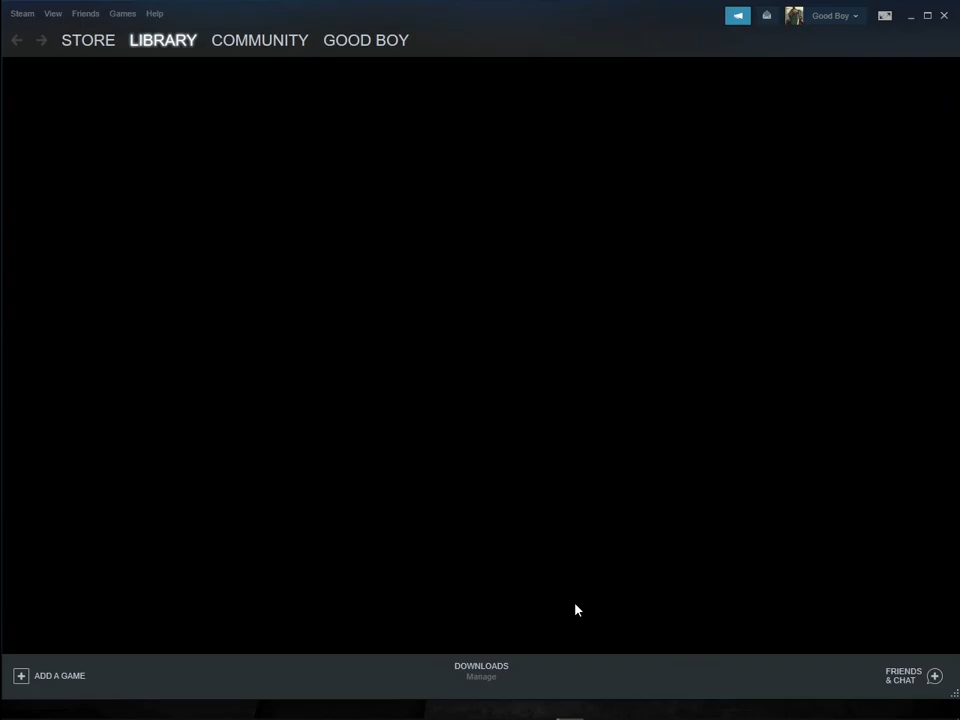 Steam View Friends Games Help
Good Boy
STORE LIBRARY COMMUNITY GOOD BOY
ADD A GAME
DOWNLOADS
Manage
FRIENDS
& CHAT